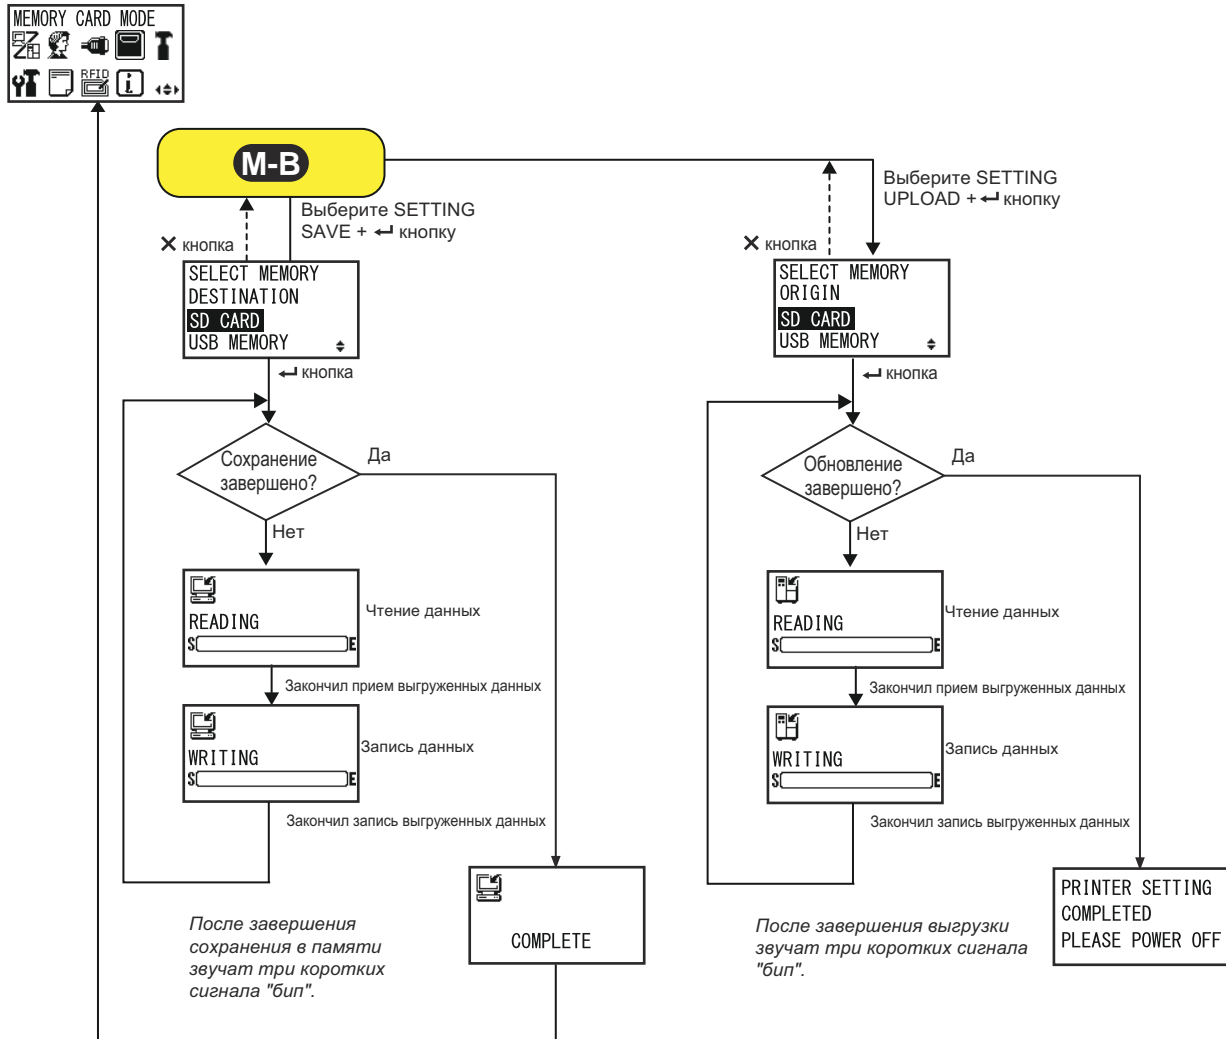 MEMORY CARD MODE
RFID
M-B
Выберите SETTING
SAVE + ↵ кнопку
✕ кнопка
SELECT MEMORY
DESTINATION
SD CARD
USB MEMORY
↵ кнопка
Сохранение
завершено?
Да
Нет
READING
S E
Чтение данных
Закончил прием выгруженных данных
WRITING
S E
Запись данных
Закончил запись выгруженных данных
COMPLETE
После завершения
сохранения в памяти
звучат три коротких
сигнала "бип".
Выберите SETTING
UPLOAD + ↵ кнопку
✕ кнопка
SELECT MEMORY
ORIGIN
SD CARD
USB MEMORY
↵ кнопка
Обновление
завершено?
Да
Нет
READING
S E
Чтение данных
Закончил прием выгруженных данных
WRITING
S E
Запись данных
Закончил запись выгруженных данных
После завершения выгрузки
звучат три коротких сигнала
"бип".
PRINTER SETTING
COMPLETED
PLEASE POWER OFF